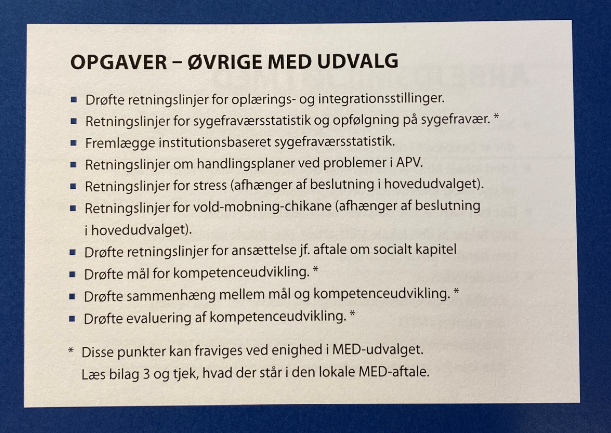 OPGAVER – ØVRIGE MED UDVALG
▪ Drøfte retningslinjer for oplærings- og integrationsstillinger.
▪ Retningslinjer for sygefraværsstatistik og opfølgning på sygefravær. *
▪ Fremlægge institutionsbaseret sygefraværsstatistik.
▪ Retningslinjer om handlingsplaner ved problemer i APV.
▪ Retningslinjer for stress (afhænger af beslutning i hovedudvalget).
▪ Retningslinjer for vold-mobning-chikane (afhænger af beslutning
i hovedudvalget).
▪ Drøfte retningslinjer for ansættelse jf. aftale om socialt kapitel
▪ Drøfte mål for kompetenceudvikling. *
▪ Drøfte sammenhæng mellem mål og kompetenceudvikling. *
▪ Drøfte evaluering af kompetenceudvikling. *
* Disse punkter kan fraviges ved enighed i MED-udvalget.
Læs bilag 3 og tjek, hvad der står i den lokale MED-aftale.